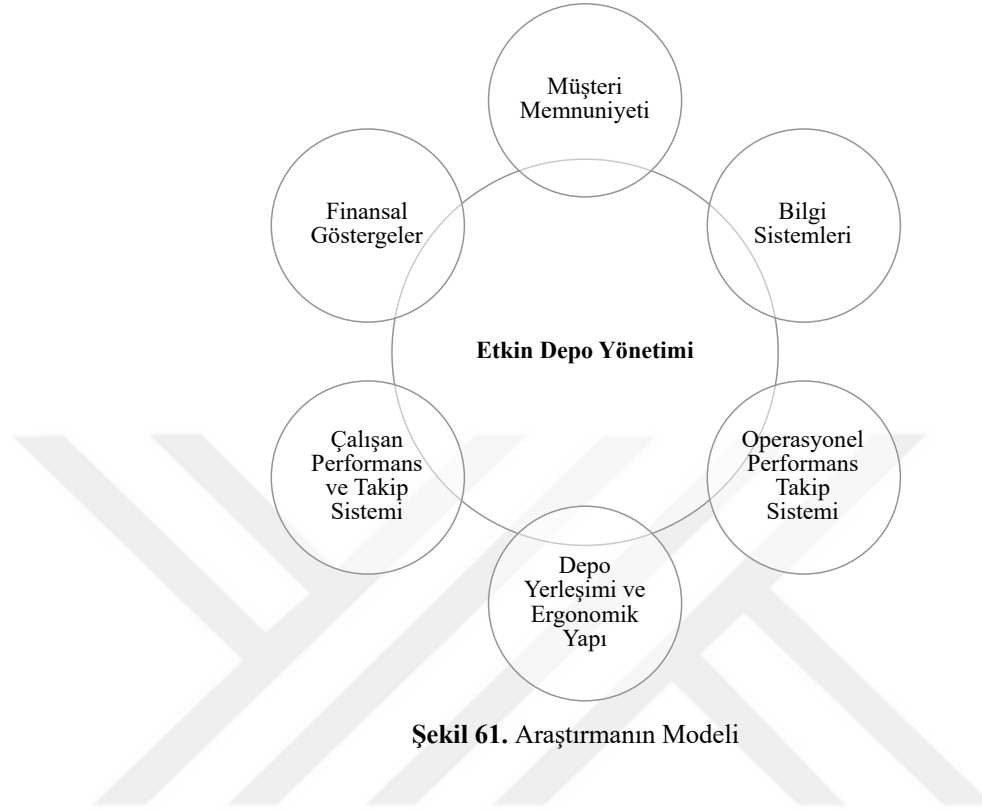 Müşteri
Memnuniyeti
Finansal
Göstergeler
Bilgi
Sistemleri
Etkin Depo Yönetimi
Çalışan
Performans
ve Takip
Sistemi
Operasyonel
Performans
Takip
Sistemi
Depo
Yerleşimi ve
Ergonomik
Yapı
Şekil 61. Araştırmanın Modeli